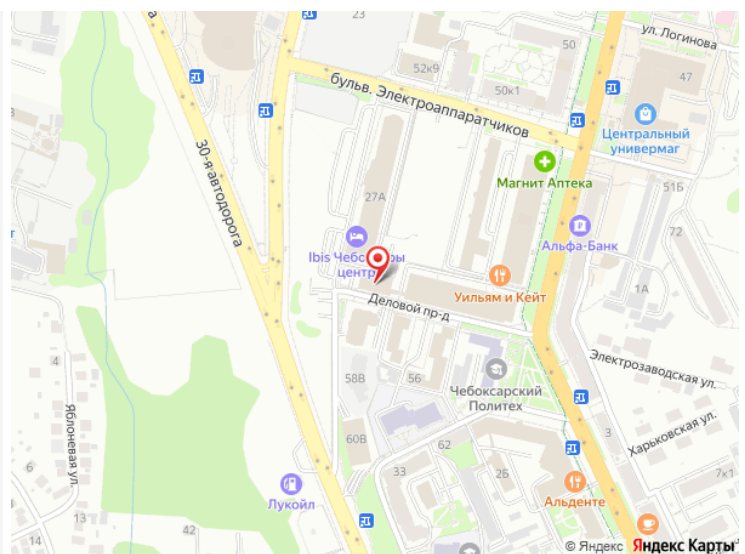 23
50
ул. Логинова
52к9
47
50к1
бульв. Электроаппаратчиков
Центральный
универмаг
30-я автодорога
Магнит Аптека
51Б
27А
72
Альфа-Банк
Ibis Чебоксары
центр
Уильям и Кейт
1А
Деловой пр-д
4
Электрозаводская ул.
58В
56
Чебоксарский
Политех
Яблоневая ул.
Харьковская ул.
3
60В
62
6
33
2Б
7к1
Лукойл
Альденте
12
14
42
© Яндекс Яндекс Карты